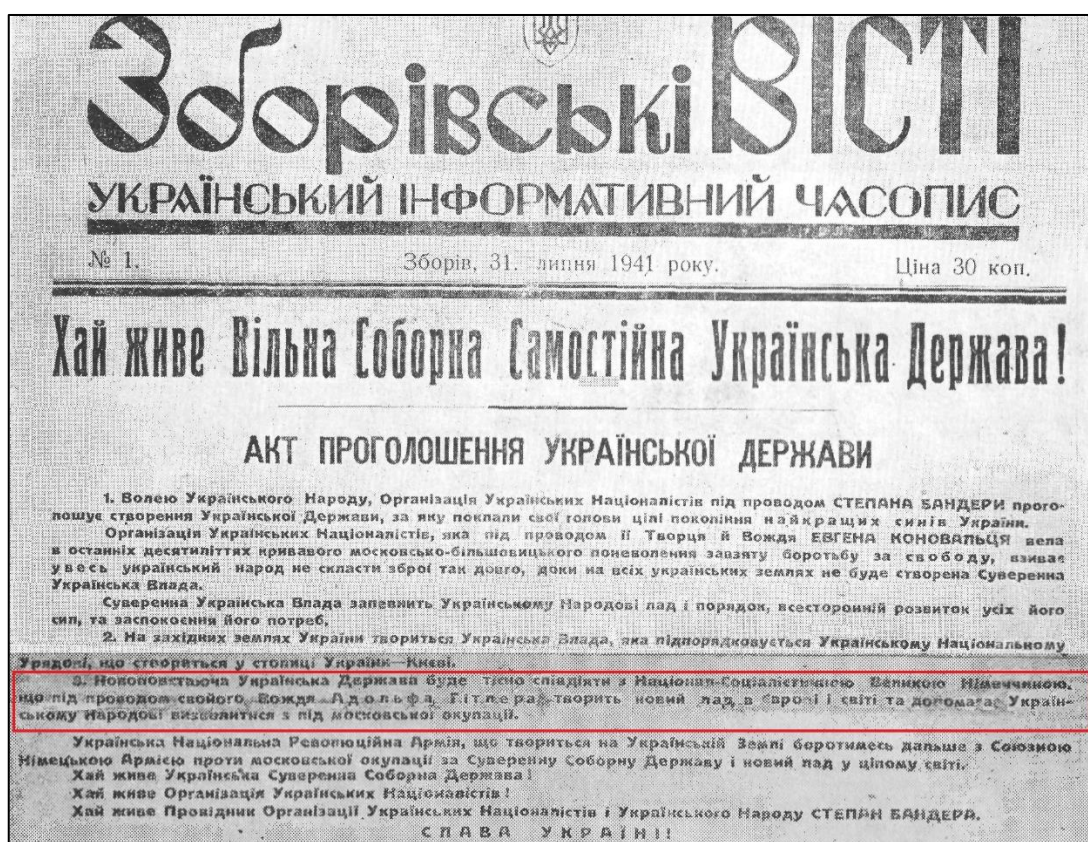 Зборівські ВІСТІ
УКРАЇНСЬКИЙ ІНФОРМАТИВНИЙ ЧАСОПИС
№ 1. Зборів, 31. липня 1941 року. Ціна 30 коп.
Хай живе Вільна Соборна Самостійна Українська Держава!
АКТ ПРОГОЛОШЕННЯ УКРАЇНСЬКОЇ ДЕРЖАВИ
1. Волею Українського Народу, Організація Українських Націоналістів під проводом СТЕПАНА БАНДЕРИ прого-
лошує створення Української Держави, за яку поклали свої голови цілі покоління найкращих синів України.
Організація Українських Націоналістів, яка під проводом її Творця й Вождя ЕВГЕНА КОНОВАЛЬЦЯ вела
в останніх десятиліттях кривавого московсько-більшовицького поневолення завзяту боротьбу за свободу, взиває
увесь український народ не скласти зброї так довго, доки на всіх українських землях не буде створена Суверенна
Українська Влада.
Суверенна Українська Влада запевнить Українському Народові лад і порядок, всесторонній розвиток усіх його
сил, та заспокоєння його потреб.
2. На західних землях України твориться Українська Влада, яка підпорядковується Українському Національному
Урядові, що створиться у столиці України—Києві.
3. Новоповстаюча Українська Держава буде тісно співдіяти з Націонал-Соціалістичною Великою Німеччиною,
що під проводом свойого Вождя Адольфа Гітлера творить новий лад в Європі і світі та допомагає Україн-
ському Народові визволитися з під московської окупації.
Українська Національна Революційна Армія, що твориться на Українській Землі боротимесь дальше з Союзною
Німецькою Армією проти московської окупації за Суверенну Соборну Державу і новий лад у цілому світі.
Хай живе Українська Суверенна Соборна Держава!
Хай живе Організація Українських Націоналістів!
Хай живе Провідник Організації Українських Націоналістів і Українського Народу СТЕПАН БАНДЕРА.
СЛАВА УКРАЇНІ!